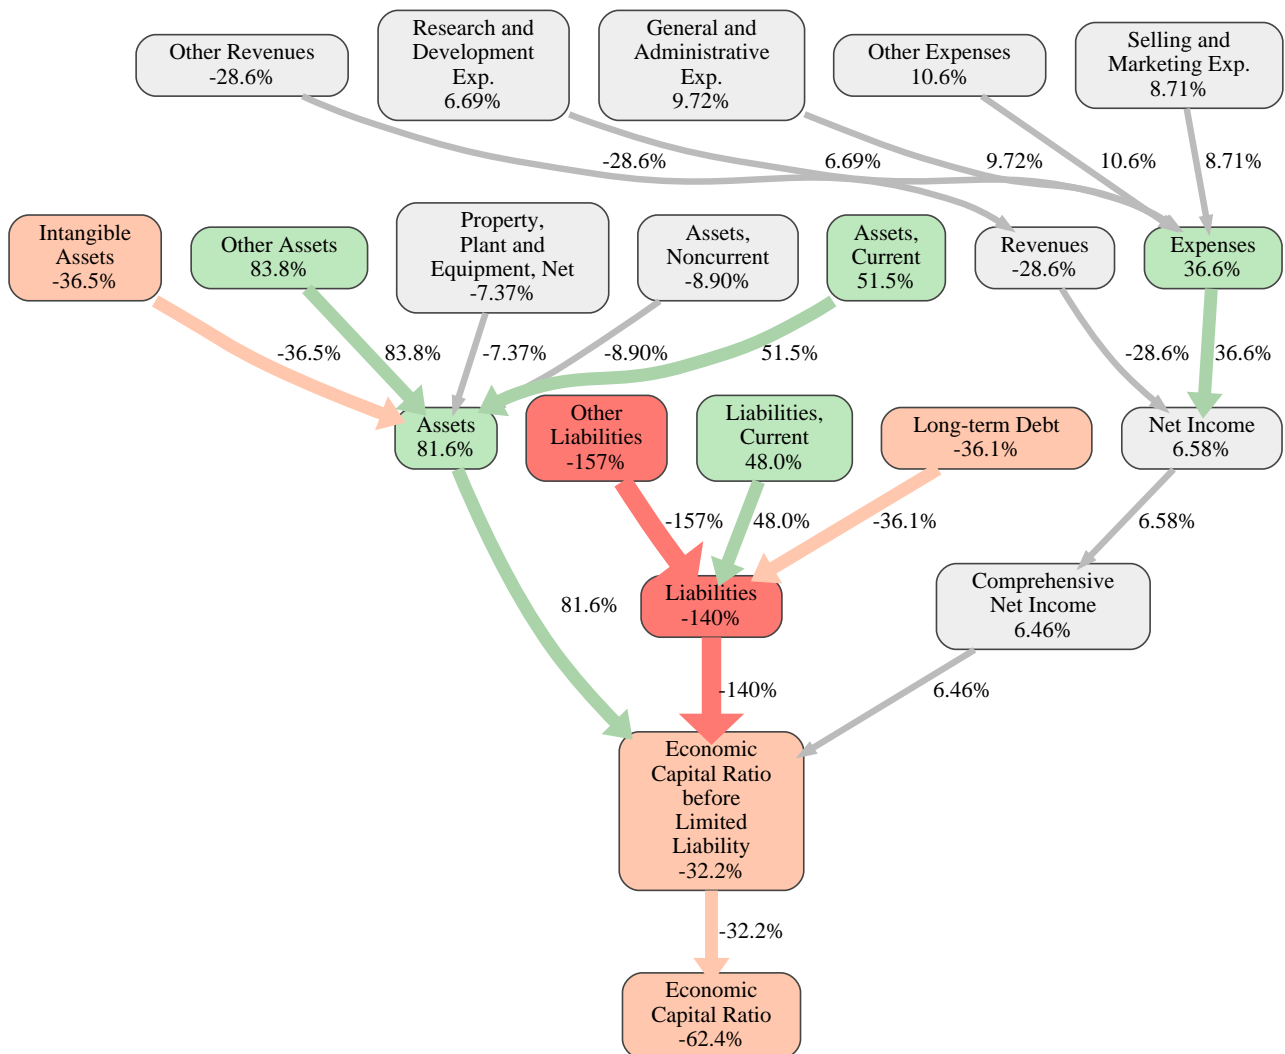 Other Revenues
-28.6%
Research and
Development
Exp.
6.69%
General and
Administrative
Exp.
9.72%
Other Expenses
10.6%
Selling and
Marketing Exp.
8.71%
-28.6%
6.69%
9.72%
10.6%
8.71%
Intangible
Assets
-36.5%
Other Assets
83.8%
Property,
Plant and
Equipment, Net
-7.37%
Assets,
Noncurrent
-8.90%
Assets,
Current
51.5%
Revenues
-28.6%
Expenses
36.6%
-36.5%
83.8%
-7.37%
-8.90%
51.5%
-28.6%
36.6%
Assets
81.6%
Other
Liabilities
-157%
Liabilities,
Current
48.0%
Long-term Debt
-36.1%
Net Income
6.58%
-157%
48.0%
-36.1%
6.58%
81.6%
Liabilities
-140%
Comprehensive
Net Income
6.46%
-140%
6.46%
Economic
Capital Ratio
before
Limited
Liability
-32.2%
-32.2%
Economic
Capital Ratio
-62.4%